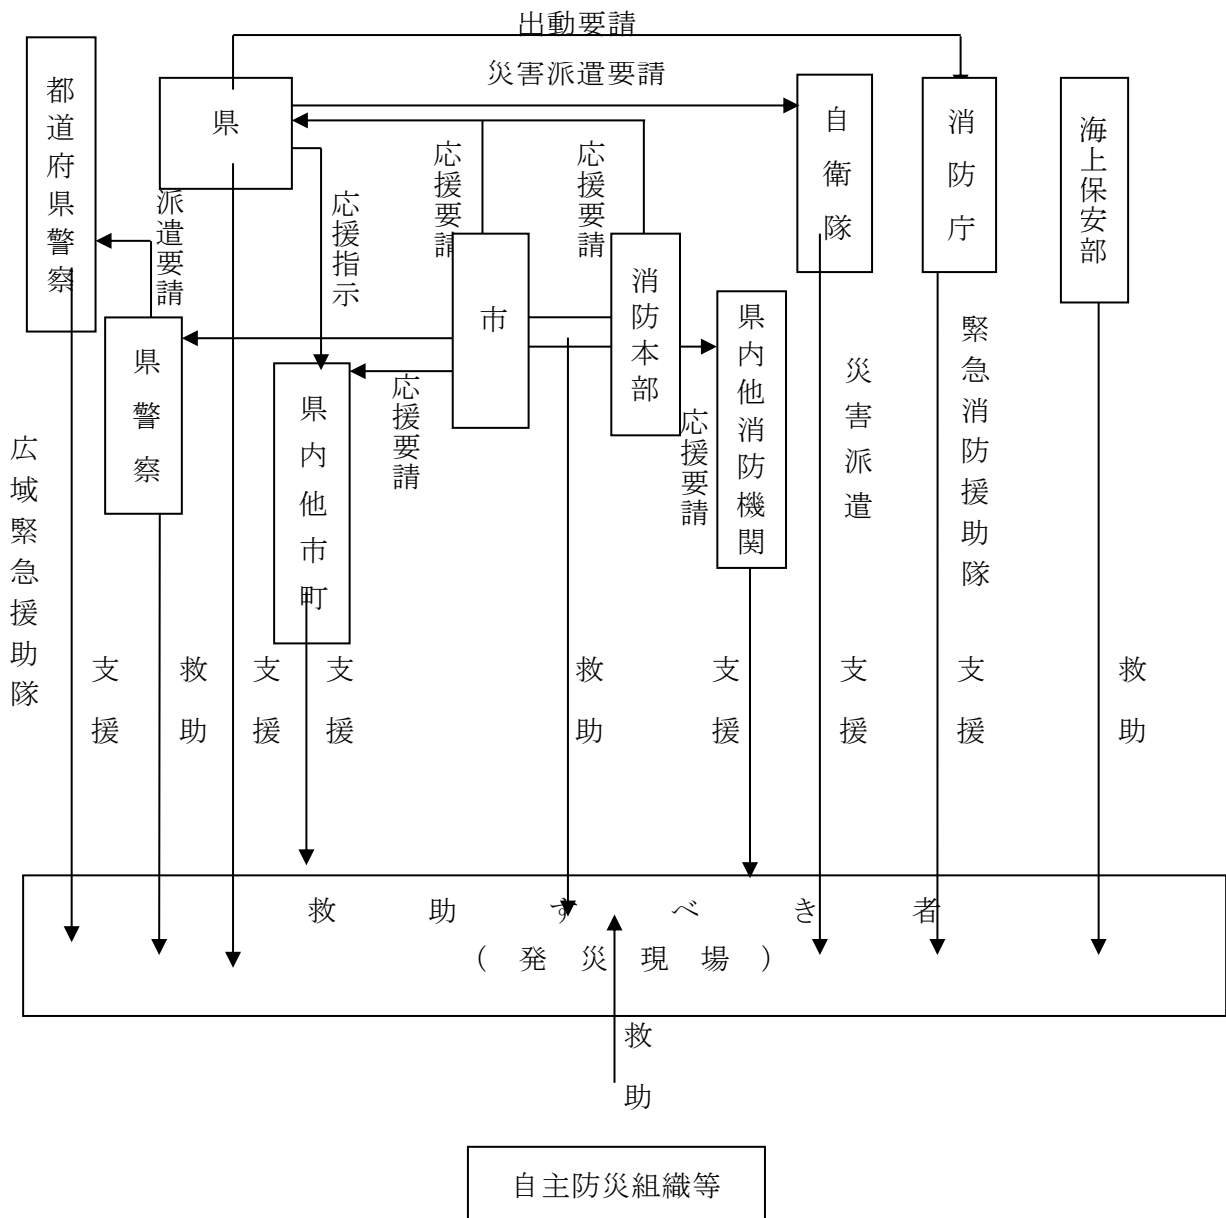 出動要請
災害派遣要請
都道府県警察
県
自衛隊
消防庁
海上保安部
応援要請
応援要請
派遣要請
応援指示
市
消防本部
県内他消防機関
県警察
県内他市町
応援要請
応援要請
災害派遣
緊急消防援助隊
広域緊急援助隊
支援
救助
支援
支援
救助
支援
支援
支援
救助
救助すべき者
(発災現場)
救助
自主防災組織等